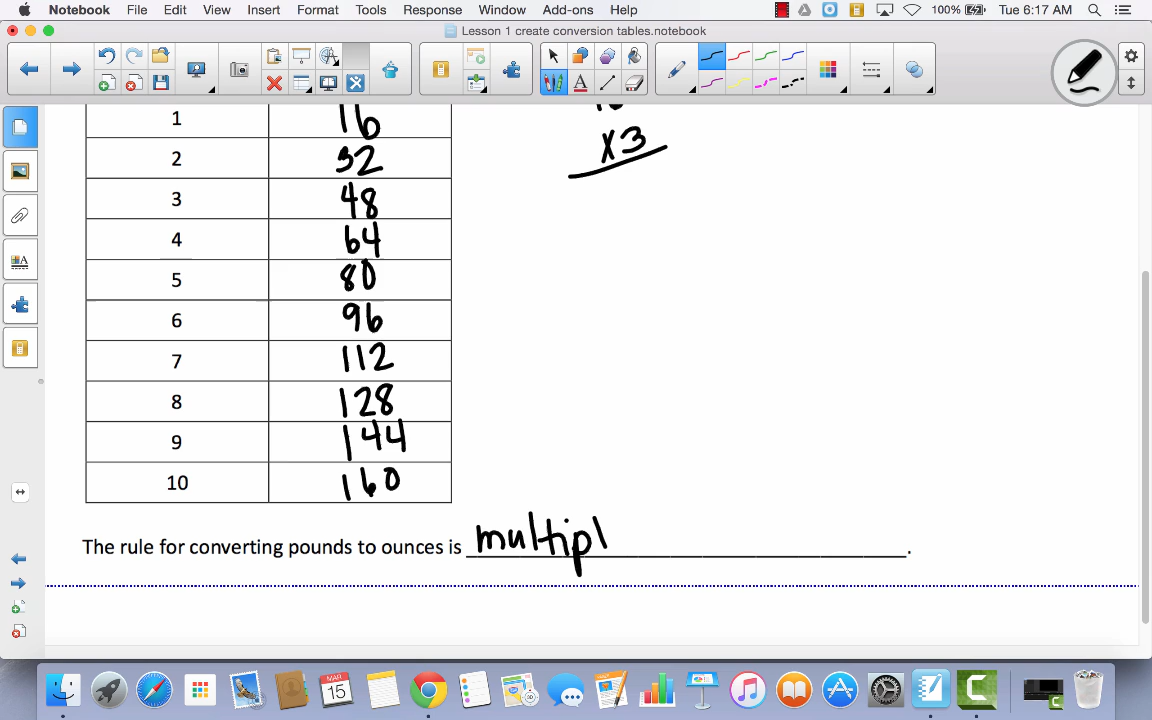 Notebook File Edit View Insert Format Tools Response Window Add-ons Help 100% Tue 6:17 AM
Lesson 1 create conversion tables.notebook
1 16
x3
2 32
3 48
4 64
5 80
6 96
7 112
8 128
9 144
10 160
The rule for converting pounds to ounces is multipl .
MAR
15